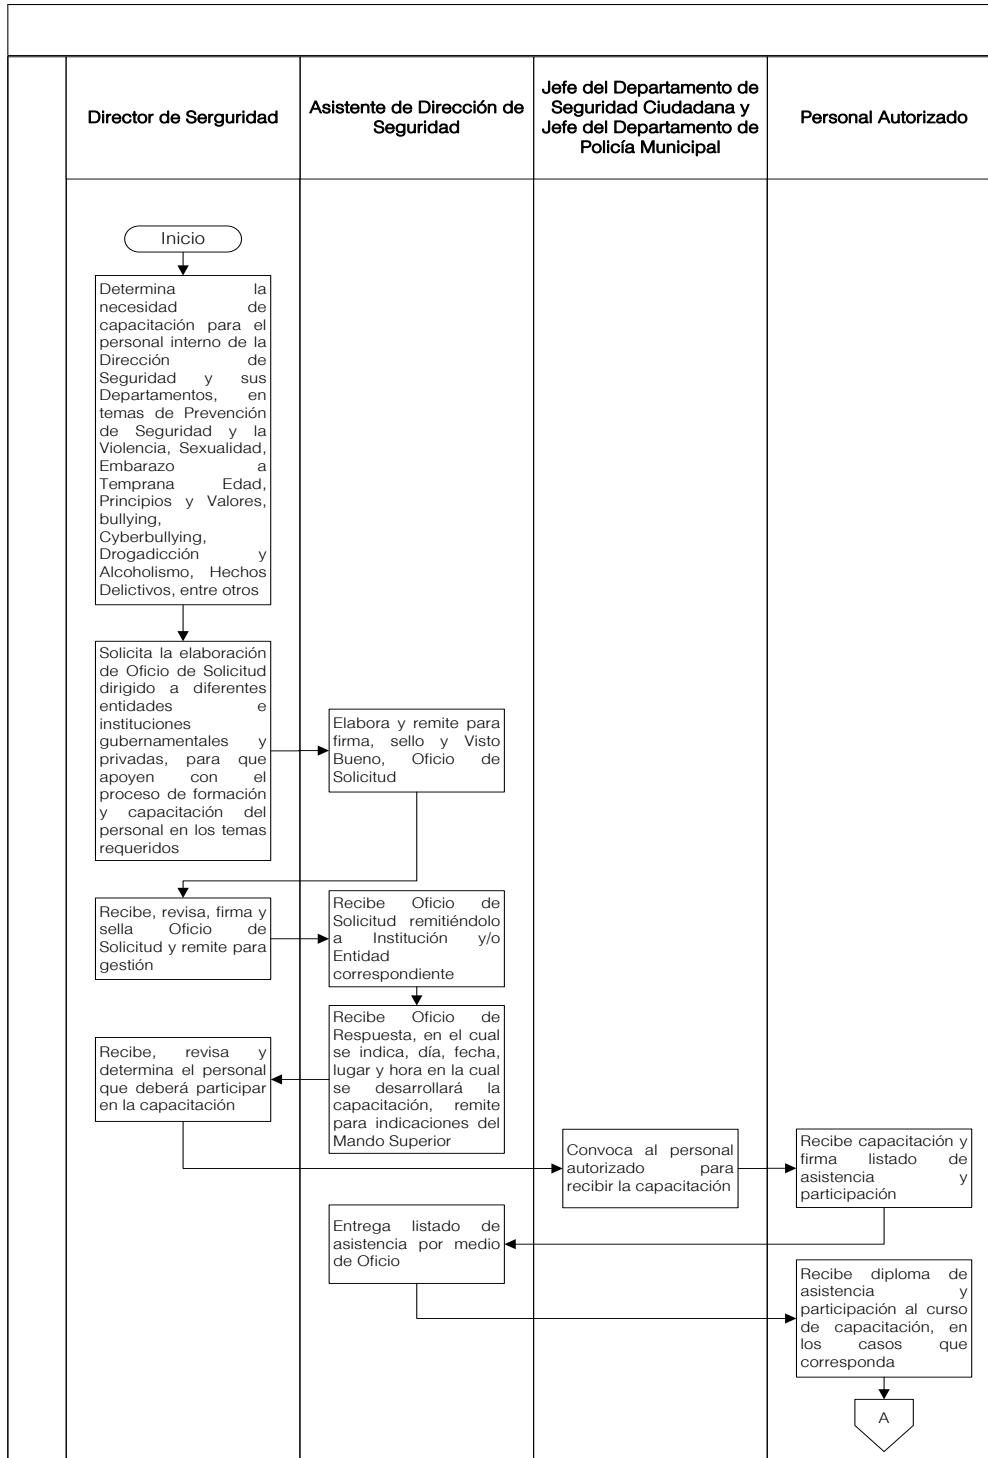 Director de Serguridad
Asistente de Dirección de
Seguridad
Jefe del Departamento de
Seguridad Ciudadana y
Jefe del Departamento de
Policía Municipal
Personal Autorizado
Inicio
Determina la
necesidad de
capacitación para el
personal interno de la
Dirección de
Seguridad y sus
Departamentos, en
temas de Prevención
de Seguridad y la
Violencia, Sexualidad,
Embarazo a
Temprana Edad,
Principios y Valores,
bullying,
Cyberbullying,
Drogadicción y
Alcoholismo, Hechos
Delictivos, entre otros
Solicita la elaboración
de Oficio de Solicitud
dirigido a diferentes
entidades e
instituciones
gubernamentales y
privadas, para que
apoyen con el
proceso de formación
y capacitación del
personal en los temas
requeridos
Elabora y remite para
firma, sello y Visto
Bueno, Oficio de
Solicitud
Recibe, revisa, firma y
sella Oficio de
Solicitud y remite para
gestión
Recibe Oficio de
Solicitud remitiéndolo
a Institución y/o
Entidad
correspondiente
Recibe Oficio de
Respuesta, en el cual
se indica, día, fecha,
lugar y hora en la cual
se desarrollará la
capacitación, remite
para indicaciones del
Mando Superior
Recibe, revisa y
determina el personal
que deberá participar
en la capacitación
Convoca al personal
autorizado para
recibir la capacitación
Recibe capacitación y
firma listado de
asistencia y
participación
Entrega listado de
asistencia por medio
de Oficio
Recibe diploma de
asistencia y
participación al curso
de capacitación, en
los casos que
corresponda
A